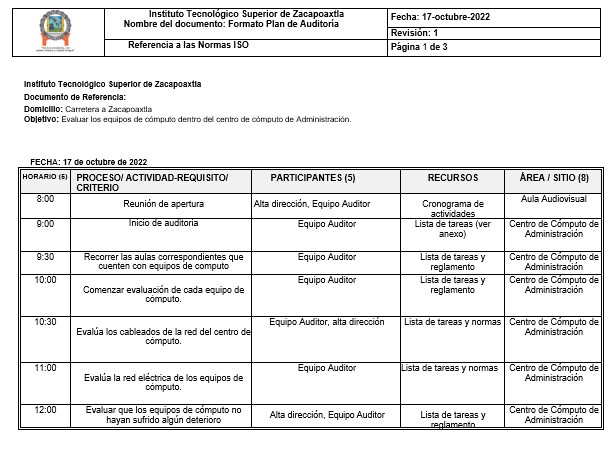 Instituto Tecnológico Superior de Zacapoaxtla
Nombre del documento: Formato Plan de Auditoria
Referencia a las Normas ISO
Fecha: 17-octubre-2022
Revisión: 1
Página 1 de 3
Instituto Tecnológico Superior de Zacapoaxtla
Documento de Referencia:
Domicilio: Carretera a Zacapoaxtla
Objetivo: Evaluar los equipos de cómputo dentro del centro de cómputo de Administración.
FECHA: 17 de octubre de 2022
HORARIO (6) PROCESO/ ACTIVIDAD-REQUISITO/ CRITERIO PARTICIPANTES (5) RECURSOS ÁREA / SITIO (8)
8:00 Reunión de apertura Alta dirección, Equipo Auditor Cronograma de actividades Aula Audiovisual
9:00 Inicio de auditoria Equipo Auditor Lista de tareas (ver anexo) Centro de Cómputo de Administración
9:30 Recorrer las aulas correspondientes que cuenten con equipos de computo Equipo Auditor Lista de tareas y reglamento Centro de Cómputo de Administración
10:00 Comenzar evaluación de cada equipo de cómputo. Equipo Auditor Lista de tareas y reglamento Centro de Cómputo de Administración
10:30 Evalúa los cableados de la red del centro de cómputo. Equipo Auditor, alta dirección Lista de tareas y normas Centro de Cómputo de Administración
11:00 Evalúa la red eléctrica de los equipos de cómputo. Equipo Auditor Lista de tareas y normas Centro de Cómputo de Administración
12:00 Evaluar que los equipos de cómputo no hayan sufrido algún deterioro Alta dirección, Equipo Auditor Lista de tareas y reglamento Centro de Cómputo de Administración